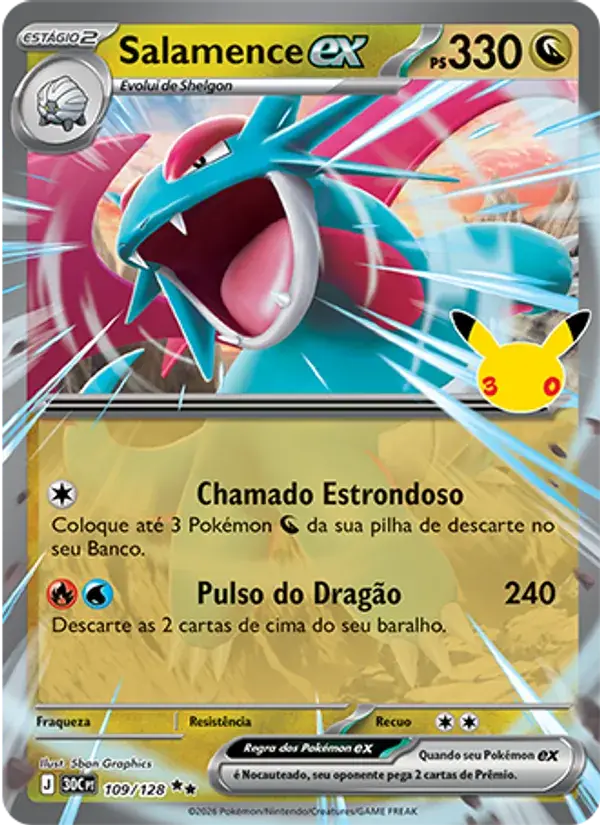 ESTÁGIO 2
Salamence ex
PS 330
Evolui de Shelgon
30
Chamado Estrondoso
Coloque até 3 Pokémon da sua pilha de descarte no
seu Banco.
Pulso do Dragão 240
Descarte as 2 cartas de cima do seu baralho.
Fraqueza Resistência Recuo
Illust. 5ban Graphics
Regra dos Pokémon ex
Quando seu Pokémon ex
é Nocauteado, seu oponente pega 2 cartas de Prêmio.
J 30C PT 109/128
©2026 Pokémon/Nintendo/Creatures/GAME FREAK